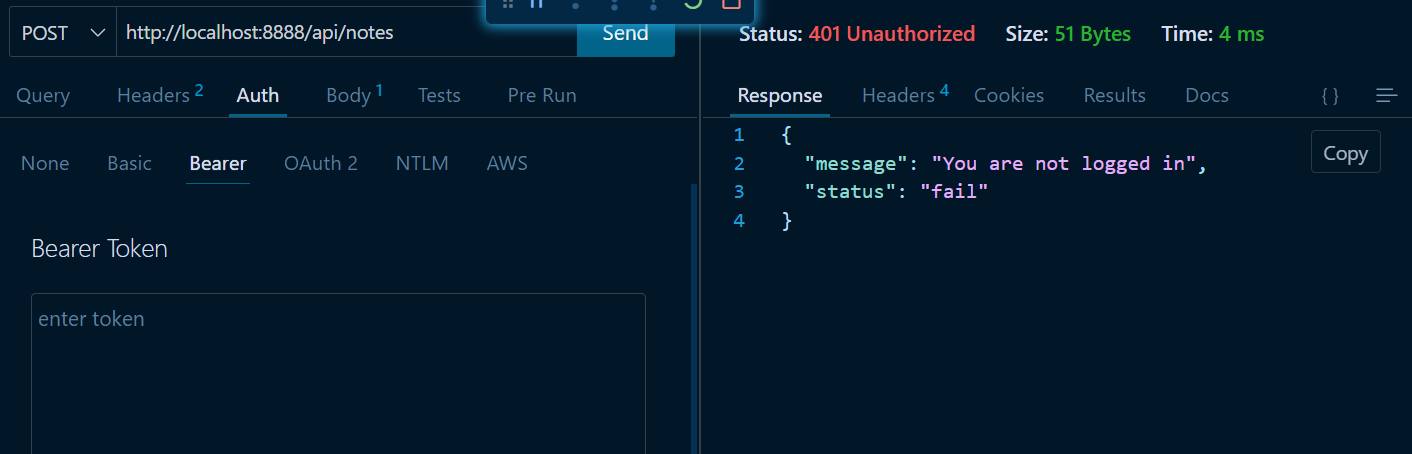 POST
http://localhost:8888/api/notes
Send
Query Headers 2 Auth Body 1 Tests Pre Run
None Basic Bearer OAuth 2 NTLM AWS
Bearer Token
enter token
Status: 401 Unauthorized Size: 51 Bytes Time: 4 ms
Response Headers 4 Cookies Results Docs { }
1 {
2 "message": "You are not logged in",
3 "status": "fail"
4 }
Copy